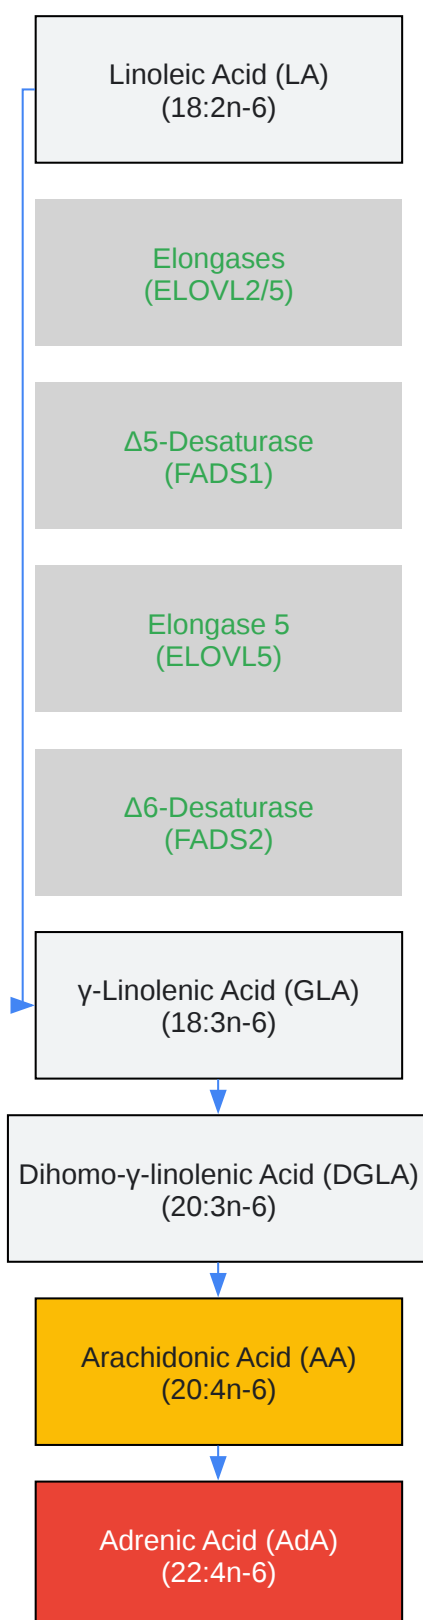 Linoleic Acid (LA)
(18:2n-6)
Elongases
(ELOVL2/5)
Δ5-Desaturase
(FADS1)
Elongase 5
(ELOVL5)
Δ6-Desaturase
(FADS2)
γ-Linolenic Acid (GLA)
(18:3n-6)
Dihomo-γ-linolenic Acid (DGLA)
(20:3n-6)
Arachidonic Acid (AA)
(20:4n-6)
Adrenic Acid (AdA)
(22:4n-6)